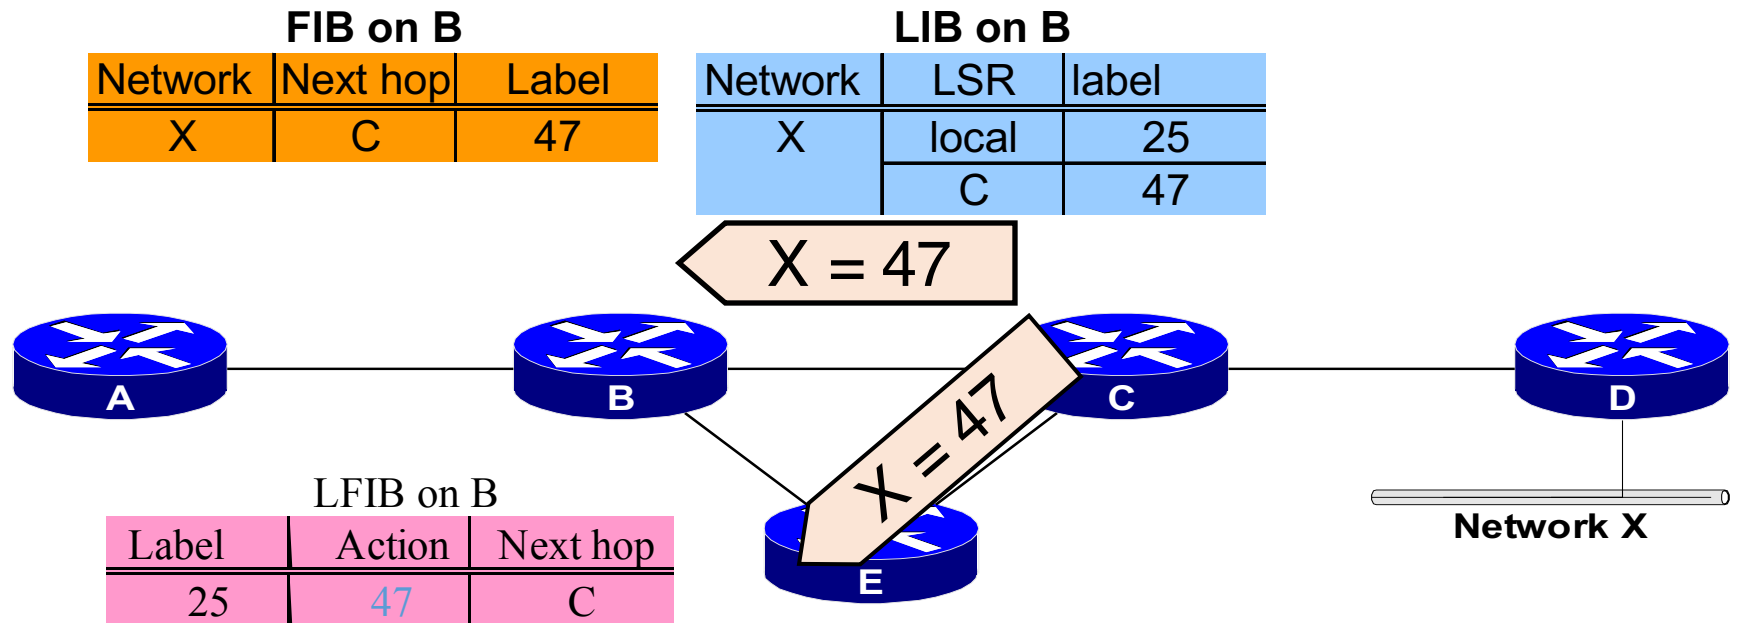 FIB on B
Network Next hop Label
X C 47
LIB on B
Network LSR label
X local 25
C 47
X = 47
A
B
C
D
X = 47
E
Network X
LFIB on B
Label Action Next hop
25 47 C